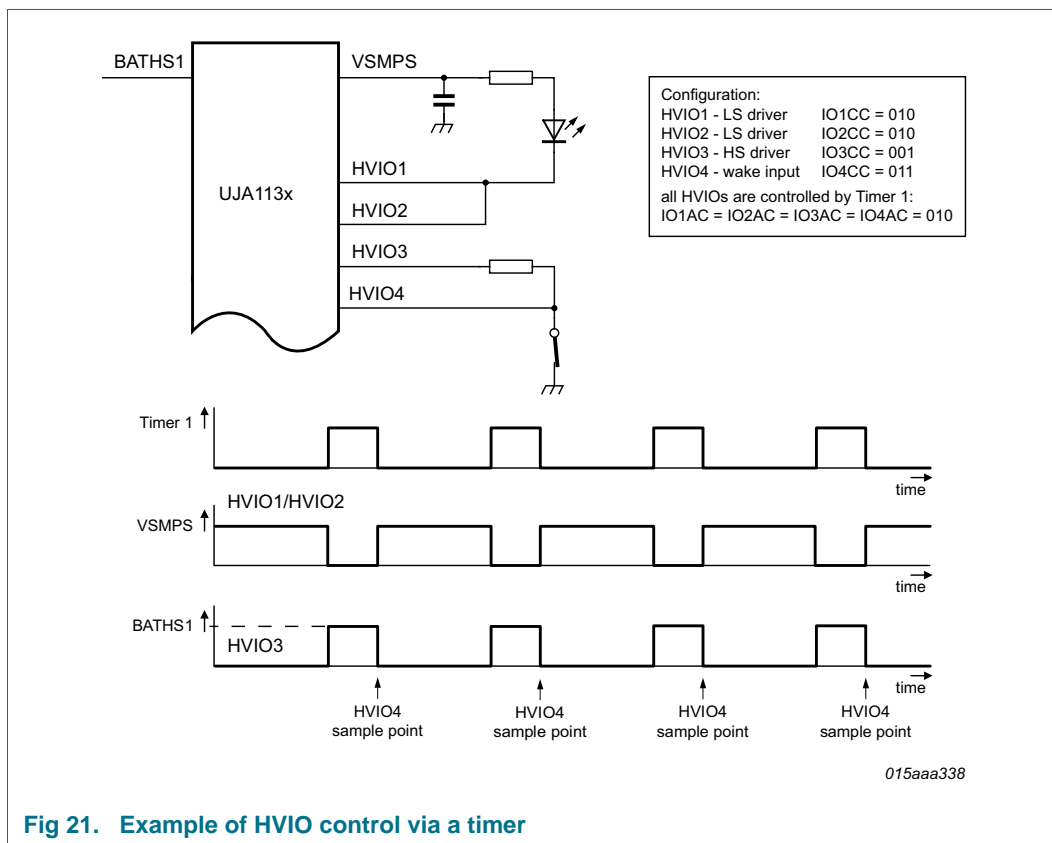 BATHS1
VSMPS
UJA113x
HVIO1
HVIO2
HVIO3
HVIO4
Configuration:
HVIO1 - LS driver IO1CC = 010
HVIO2 - LS driver IO2CC = 010
HVIO3 - HS driver IO3CC = 001
HVIO4 - wake input IO4CC = 011
all HVIOs are controlled by Timer 1:
IO1AC = IO2AC = IO3AC = IO4AC = 010
Timer 1
time
HVIO1/HVIO2
VSMPS
time
BATHS1
HVIO3
time
HVIO4
sample point
HVIO4
sample point
HVIO4
sample point
HVIO4
sample point
015aaa338
Fig 21. Example of HVIO control via a timer